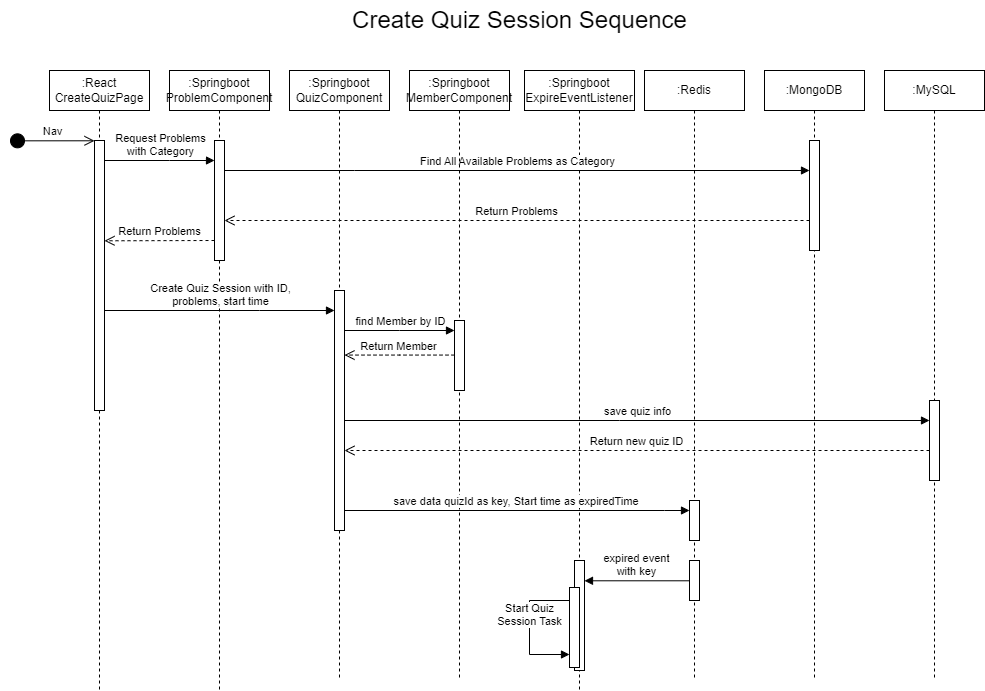 Create Quiz Session Sequence
:React
CreateQuizPage
:Springboot
ProblemComponent
:Springboot
QuizComponent
:Springboot
MemberComponent
:Springboot
ExpireEventListener
:Redis
:MongoDB
:MySQL
Nav
Request Problems
with Category
Find All Available Problems as Category
Return Problems
Return Problems
Create Quiz Session with ID,
problems, start time
find Member by ID
Return Member
save quiz info
Return new quiz ID
save data quizId as key, Start time as expiredTime
expired event
with key
Start Quiz
Session Task